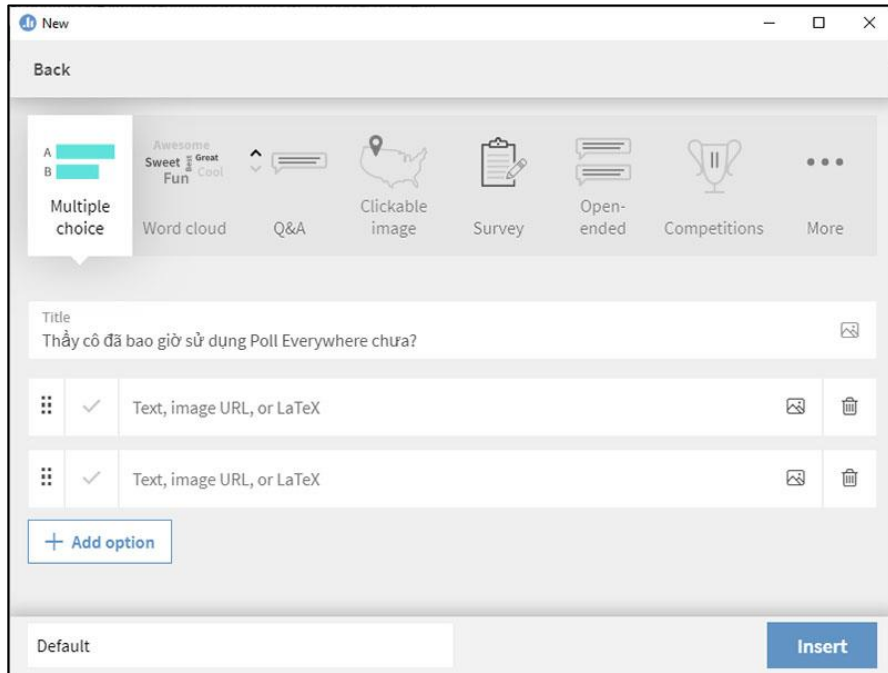 New
Back
A
B
Multiple
choice
Awesome
Sweet Best Great
Fun Cool
Word cloud
Q&A
Clickable
image
Survey
Open-
ended
Competitions
More
Title
Thầy cô đã bao giờ sử dụng Poll Everywhere chưa?
Text, image URL, or LaTeX
Text, image URL, or LaTeX
+ Add option
Default
Insert